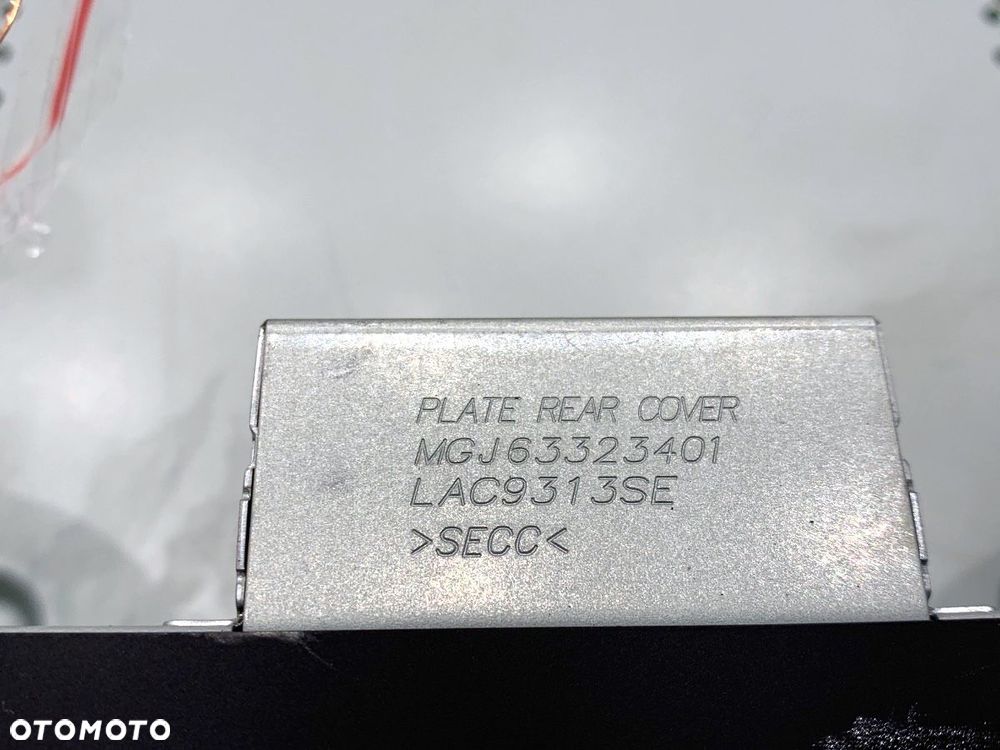 PLATE REAR COVER
MGJ63323401
LAC9313SE
>SECC<
OTOMOTO